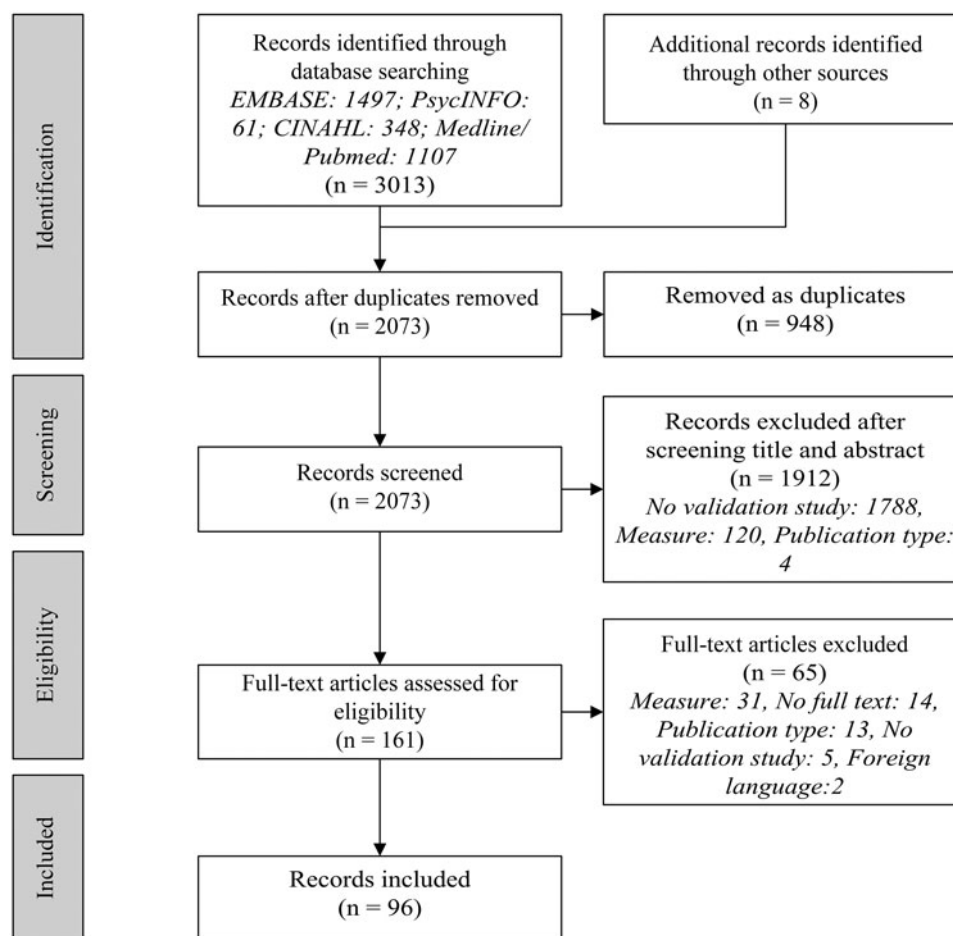 Identification
Records identified through
database searching
EMBASE: 1497; PsycINFO:
61; CINAHL: 348; Medline/
Pubmed: 1107
(n = 3013)
Additional records identified
through other sources
(n = 8)
Records after duplicates removed
(n = 2073)
Removed as duplicates
(n = 948)
Screening
Records screened
(n = 2073)
Records excluded after
screening title and abstract
(n = 1912)
No validation study: 1788,
Measure: 120, Publication type:
4
Eligibility
Full-text articles assessed for
eligibility
(n = 161)
Full-text articles excluded
(n = 65)
Measure: 31, No full text: 14,
Publication type: 13, No
validation study: 5, Foreign
language:2
Included
Records included
(n = 96)